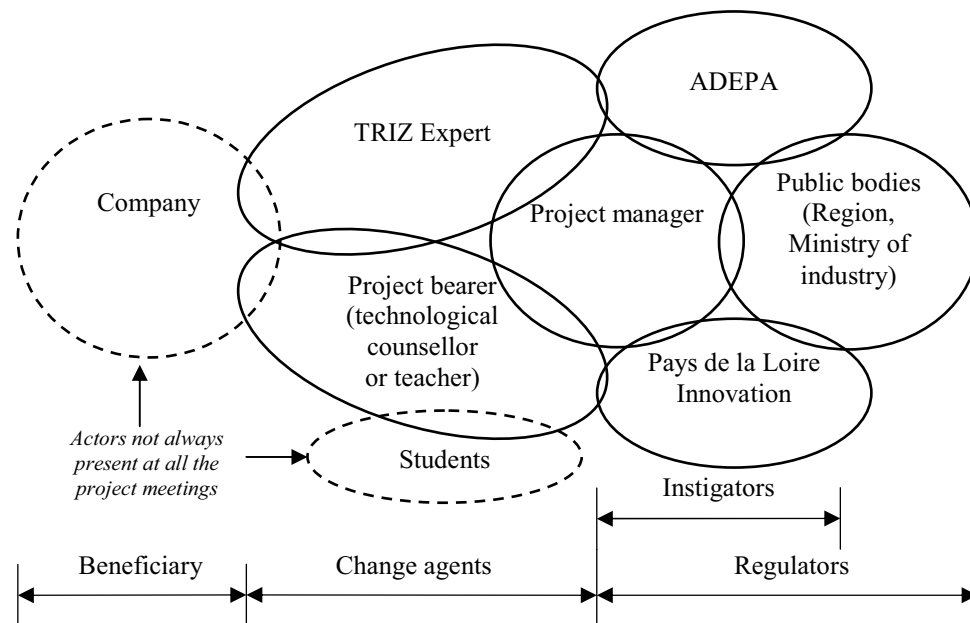 ADEPA
TRIZ Expert
Company
Project manager
Public bodies
(Region,
Ministry of
industry)
Project bearer
(technological
counsellor
or teacher)
Pays de la Loire
Innovation
Actors not always
present at all the
project meetings
Students
Instigators
Beneficiary
Change agents
Regulators